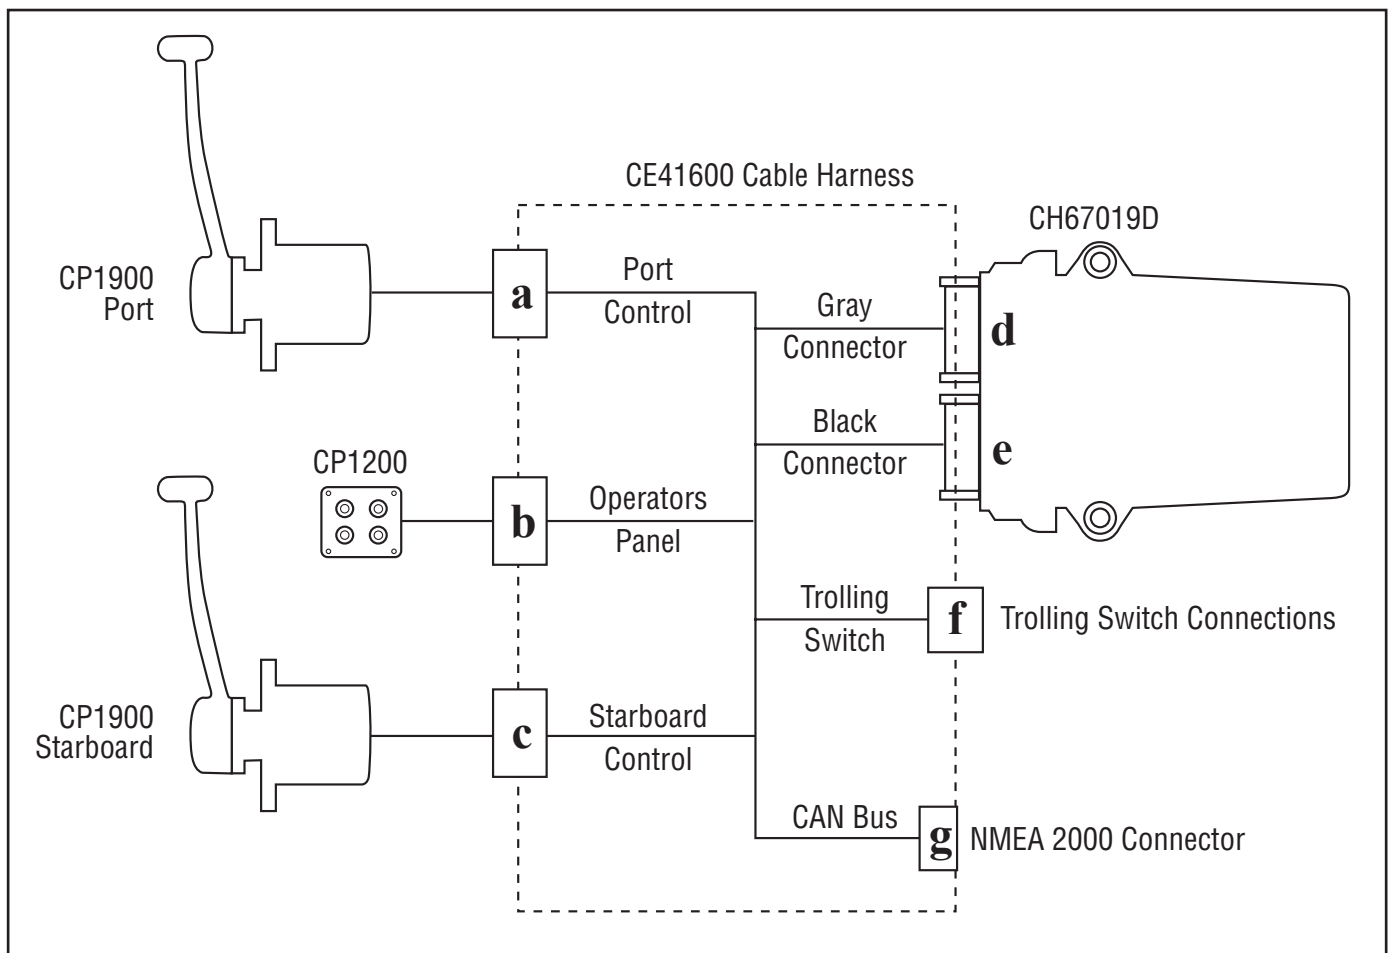 CE41600 Cable Harness
CH67019D
CP1900
Port
a
Port
Control
Gray
Connector
d
Black
Connector
e
CP1200
b
Operators
Panel
Trolling
Switch
f
Trolling Switch Connections
CP1900
Starboard
c
Starboard
Control
CAN Bus
g
NMEA 2000 Connector